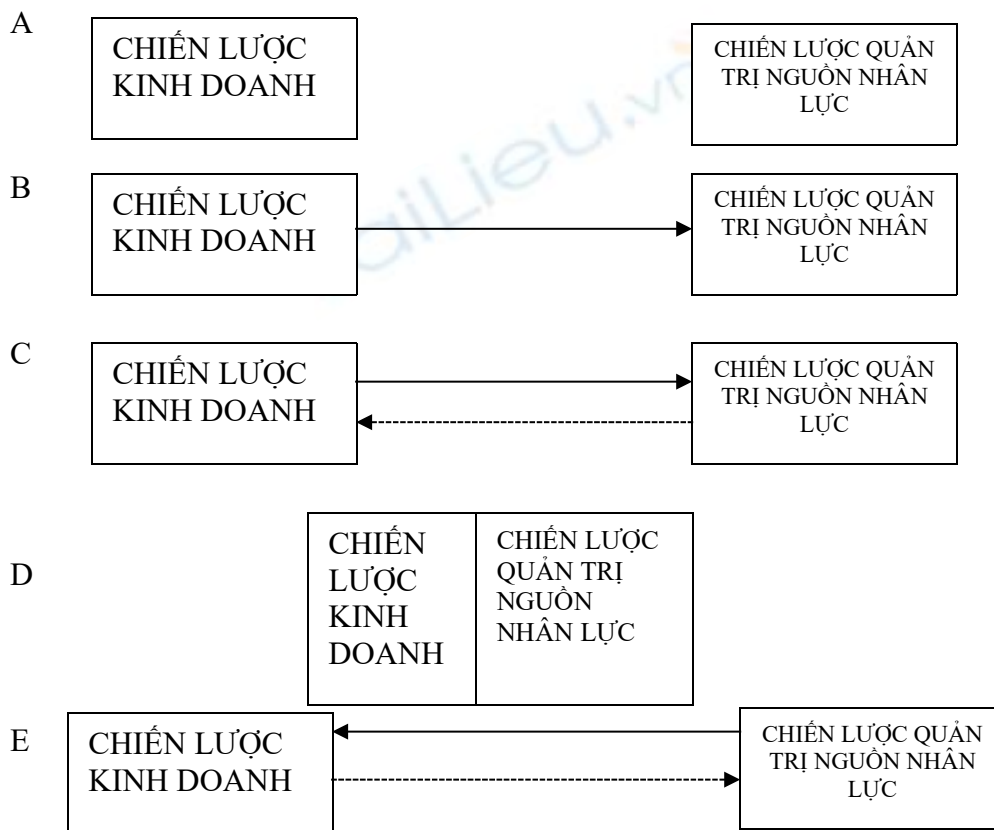 A
CHIẾN LƯỢC
KINH DOANH
CHIẾN LƯỢC QUẢN
TRỊ NGUỒN NHÂN
LỰC
B
CHIẾN LƯỢC
KINH DOANH
CHIẾN LƯỢC QUẢN
TRỊ NGUỒN NHÂN
LỰC
C
CHIẾN LƯỢC
KINH DOANH
CHIẾN LƯỢC QUẢN
TRỊ NGUỒN NHÂN
LỰC
D
CHIẾN
LƯỢC
KINH
DOANH
CHIẾN LƯỢC
QUẢN TRỊ
NGUỒN
NHÂN LỰC
E
CHIẾN LƯỢC
KINH DOANH
CHIẾN LƯỢC QUẢN
TRỊ NGUỒN NHÂN
LỰC